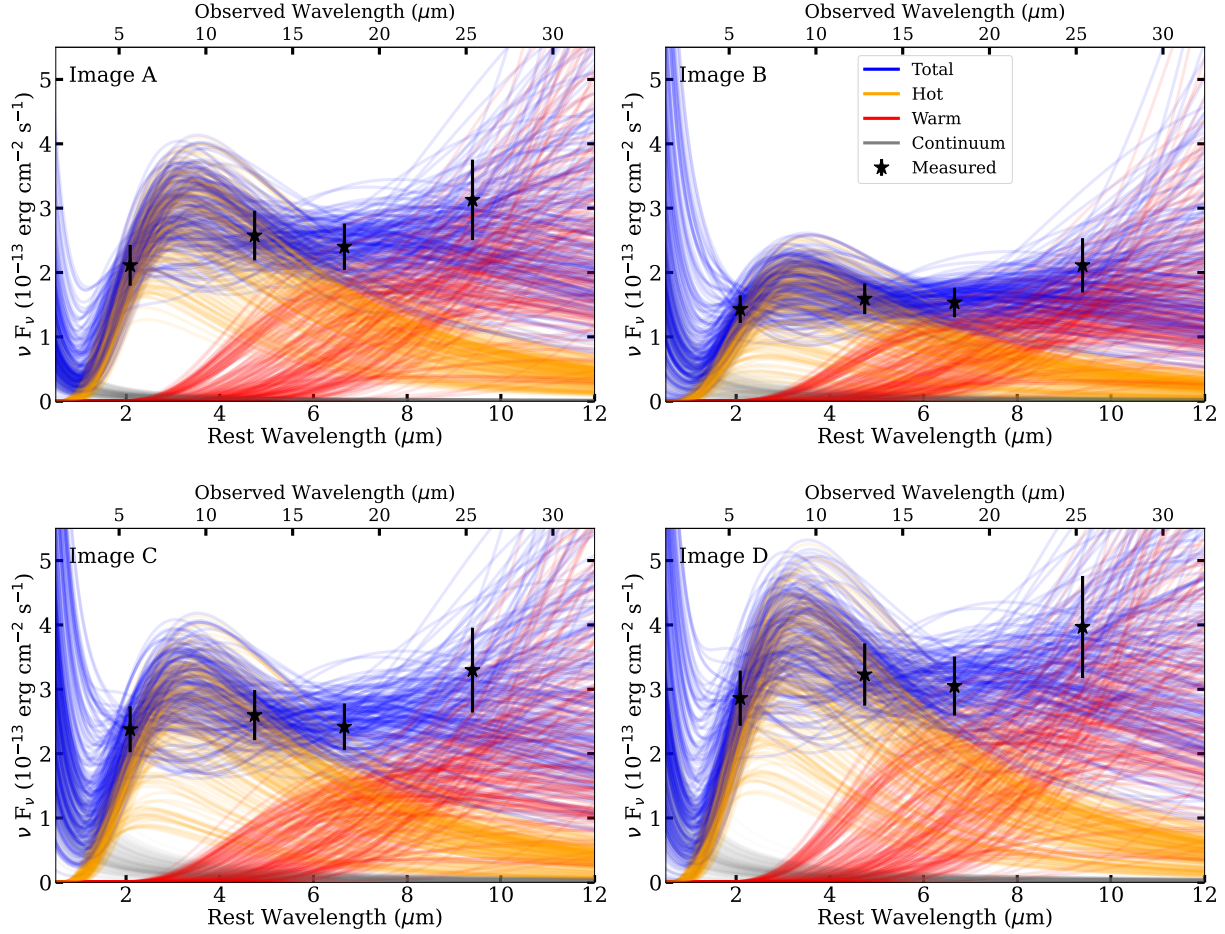 Observed Wavelength (μm)
5 10 15 20 25 30
Image A
5
4
3
2
1
0
ν Fν (10⁻¹³ erg cm⁻² s⁻¹)
2 4 6 8 10 12
Rest Wavelength (μm)
Observed Wavelength (μm)
5 10 15 20 25 30
Image B
Total
Hot
Warm
Continuum
Measured
5
4
3
2
1
0
ν Fν (10⁻¹³ erg cm⁻² s⁻¹)
2 4 6 8 10 12
Rest Wavelength (μm)
Observed Wavelength (μm)
5 10 15 20 25 30
Image C
5
4
3
2
1
0
ν Fν (10⁻¹³ erg cm⁻² s⁻¹)
2 4 6 8 10 12
Rest Wavelength (μm)
Observed Wavelength (μm)
5 10 15 20 25 30
Image D
5
4
3
2
1
0
ν Fν (10⁻¹³ erg cm⁻² s⁻¹)
2 4 6 8 10 12
Rest Wavelength (μm)